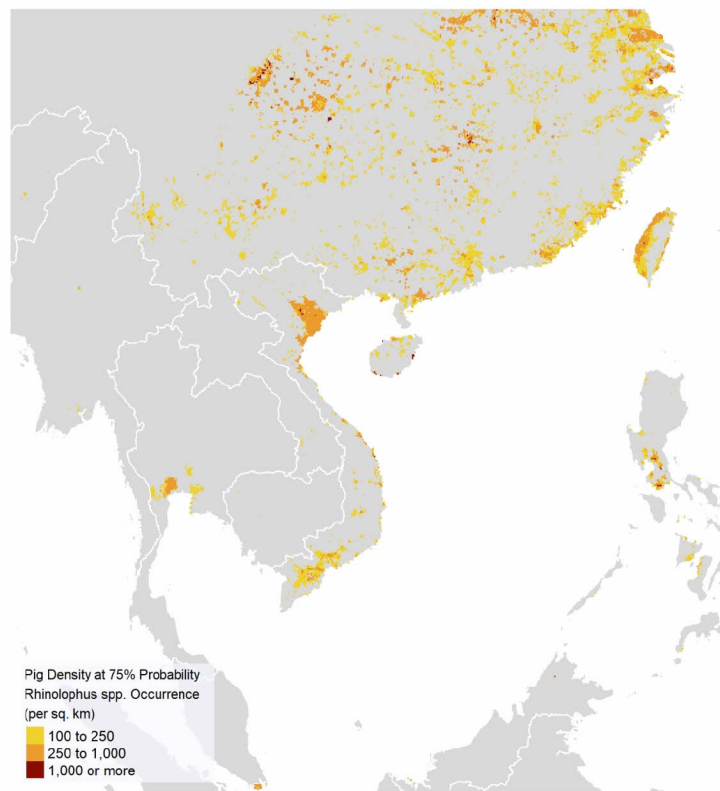 Pig Density at 75% Probability
Rhinolophus spp. Occurrence
(per sq. km)
100 to 250
250 to 1,000
1,000 or more